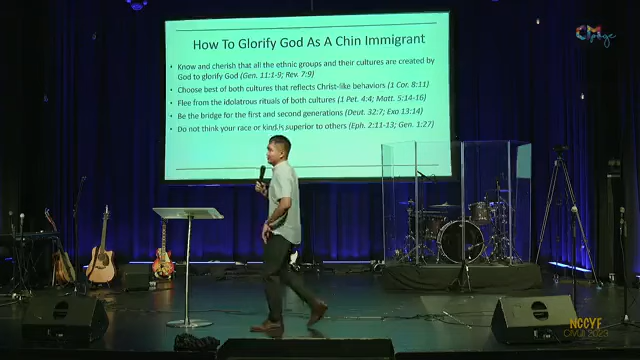 How To Glorify God As A Chin Immigrant
• Know and cherish that all the ethnic groups and their cultures are created by
God to glorify God (Gen. 11:1-9; Rev. 7:9)
• Choose best of both cultures that reflects Christ-like behaviors (1 Cor. 8:11)
• Flee from the idolatrous rituals of both cultures (1 Pet. 4:4; Matt. 5:14-16)
• Be the bridge for the first and second generations (Deut. 32:7; Exo 13:14)
• Do not think your race or kind is superior to others (Eph. 2:11-13; Gen. 1:27)
CM
NCCYF
2023